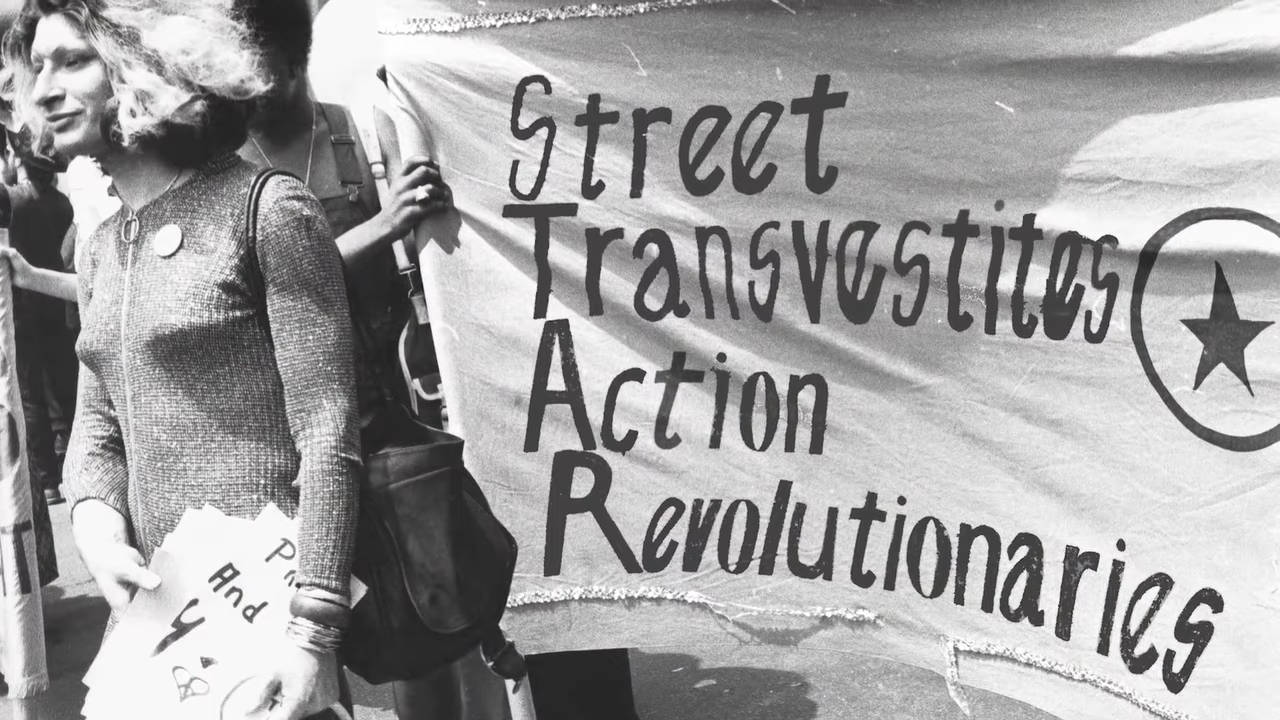 Street
Transvestites
Action
Revolutionaries
And